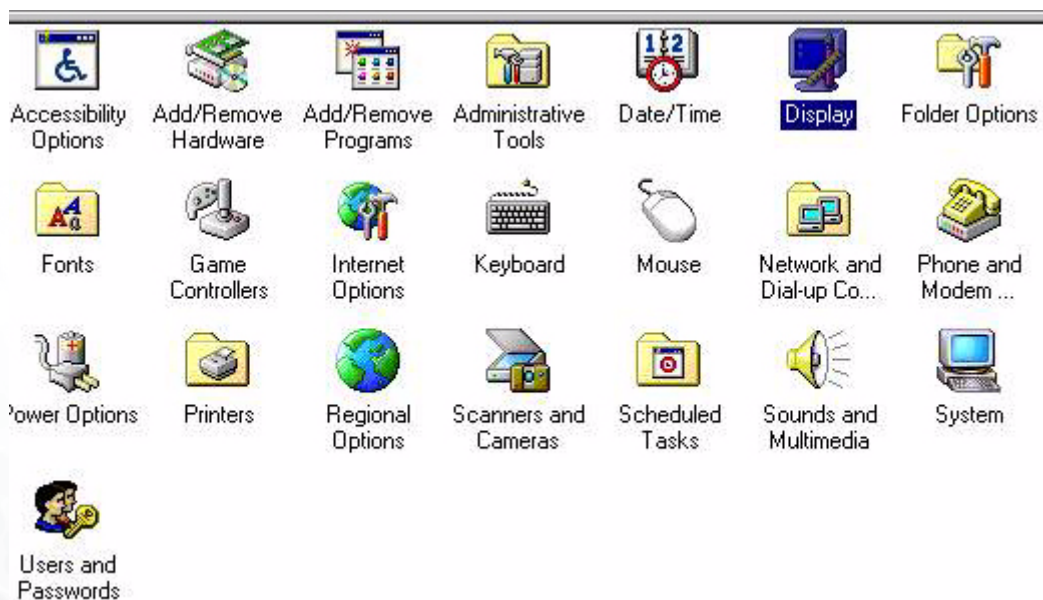 Accessibility Options
Add/Remove Hardware
Add/Remove Programs
Administrative Tools
Date/Time
Display
Folder Options
Fonts
Game Controllers
Internet Options
Keyboard
Mouse
Network and Dial-up Co...
Phone and Modem ...
Power Options
Printers
Regional Options
Scanners and Cameras
Scheduled Tasks
Sounds and Multimedia
System
Users and Passwords